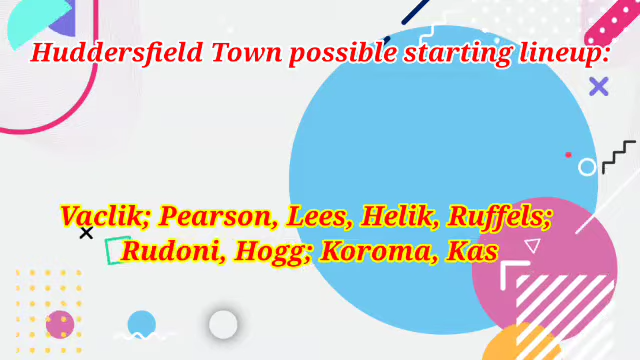 Huddersfield Town possible starting lineup:
Vaclik; Pearson, Lees, Helik, Ruffels;
Rudoni, Hogg; Koroma, Kas